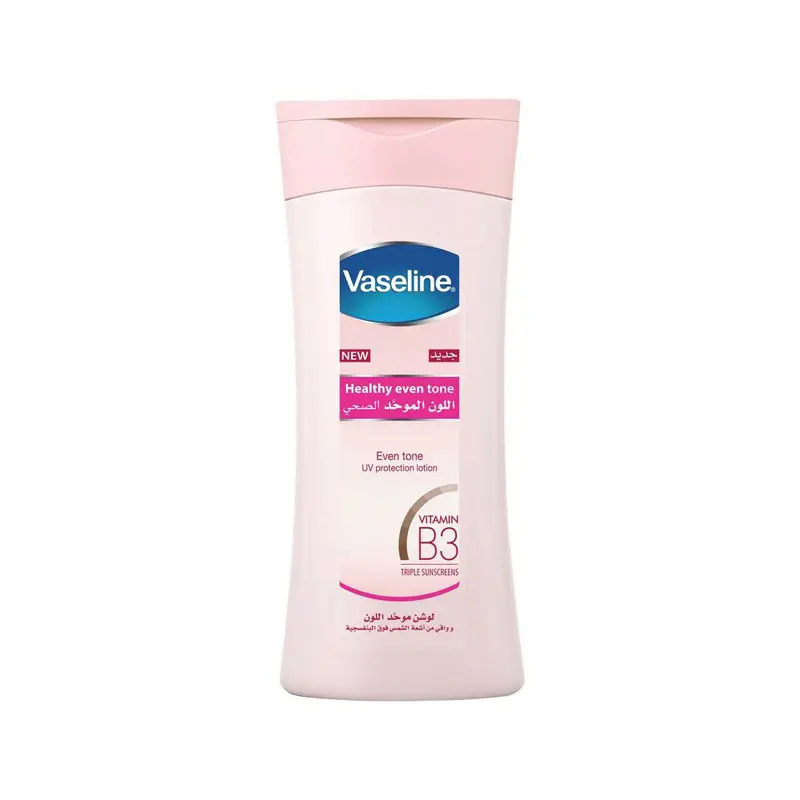 Vaseline®
NEW جديد
Healthy even tone
اللون الموحَّد الصحي
Even tone
UV protection lotion
VITAMIN
B3
TRIPLE SUNSCREENS
لوشن موحّد اللون
و واقي من أشعة الشمس فوق البنفسجية